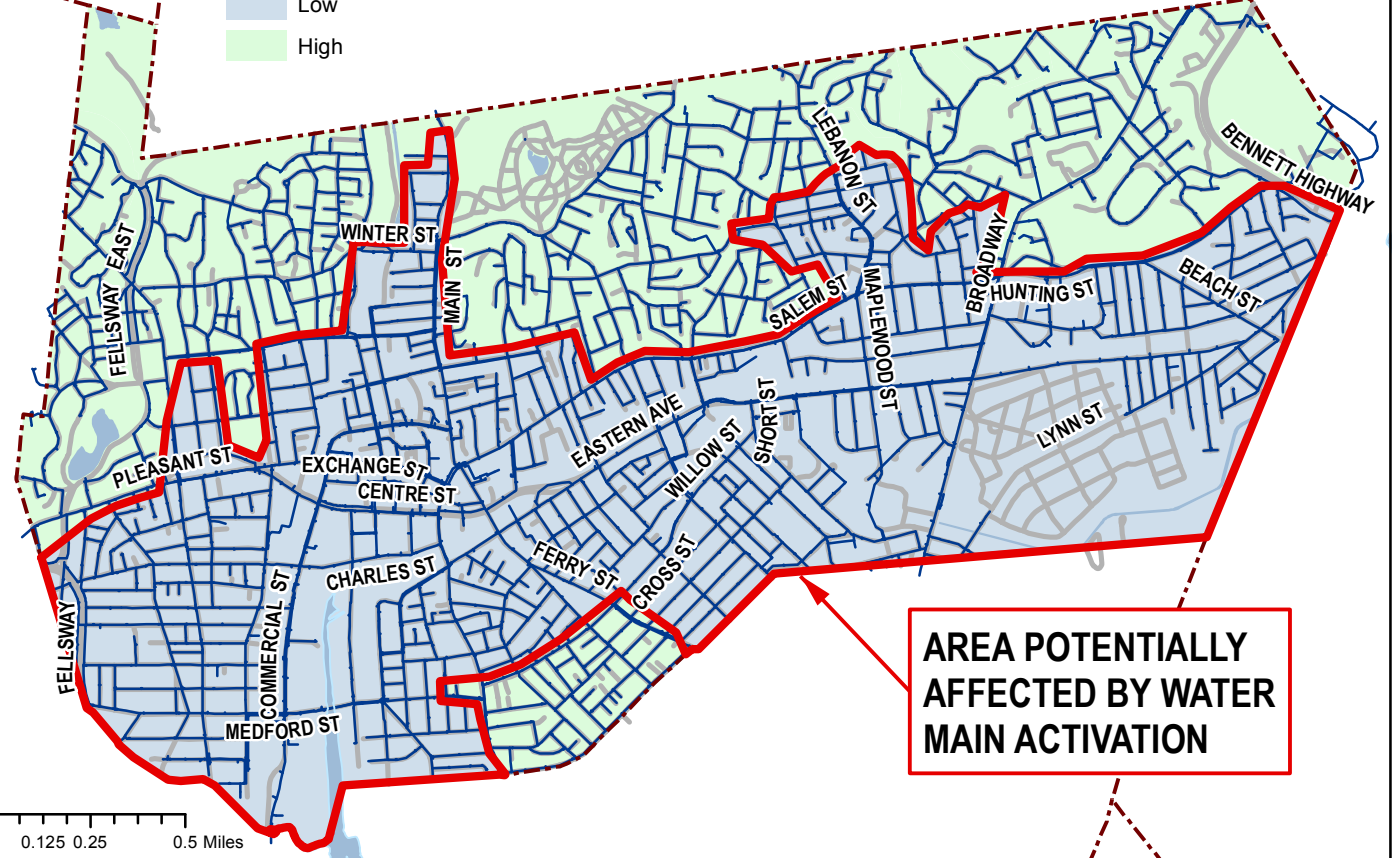 Low
High
LEBANON ST
BENNETT HIGHWAY
WINTER ST
FELLSWAY EAST
MAIN ST
BROADWAY
BEACH ST
HUNTING ST
SALEM ST
MAPLEWOOD ST
SHORT ST
EASTERN AVE
LYNN ST
WILLOW ST
PLEASANT ST
EXCHANGE ST
CENTRE ST
FERRY ST
CROSS ST
CHARLES ST
COMMERCIAL ST
FELLSWAY
MEDFORD ST
AREA POTENTIALLY
AFFECTED BY WATER
MAIN ACTIVATION
0.125 0.25 0.5 Miles